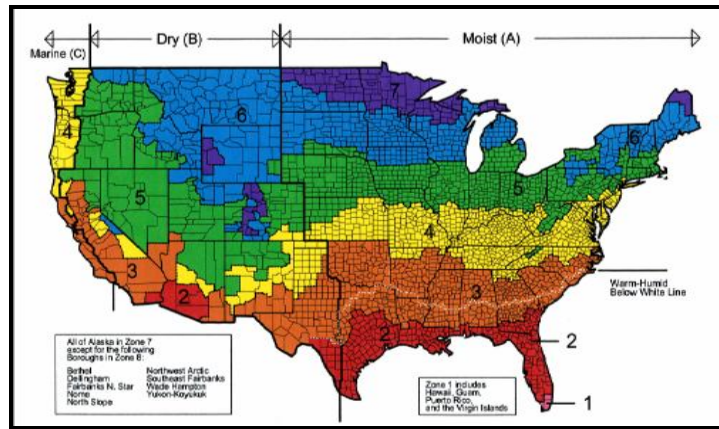 Marine (C)
Dry (B)
Moist (A)
7
6
6
4
5
5
4
3
3
2
2
Warm-Humid
Below White Line
2
1
All of Alaska in Zone 7
except for the following
Boroughs in Zone 8:
Bethel
Dellingham
Fairbanks N. Star
Nome
North Slope
Northwest Arctic
Southeast Fairbanks
Wade Hampton
Yukon-Koyukuk
Zone 1 includes
Hawaii, Guam,
Puerto Rico,
and the Virgin Islands